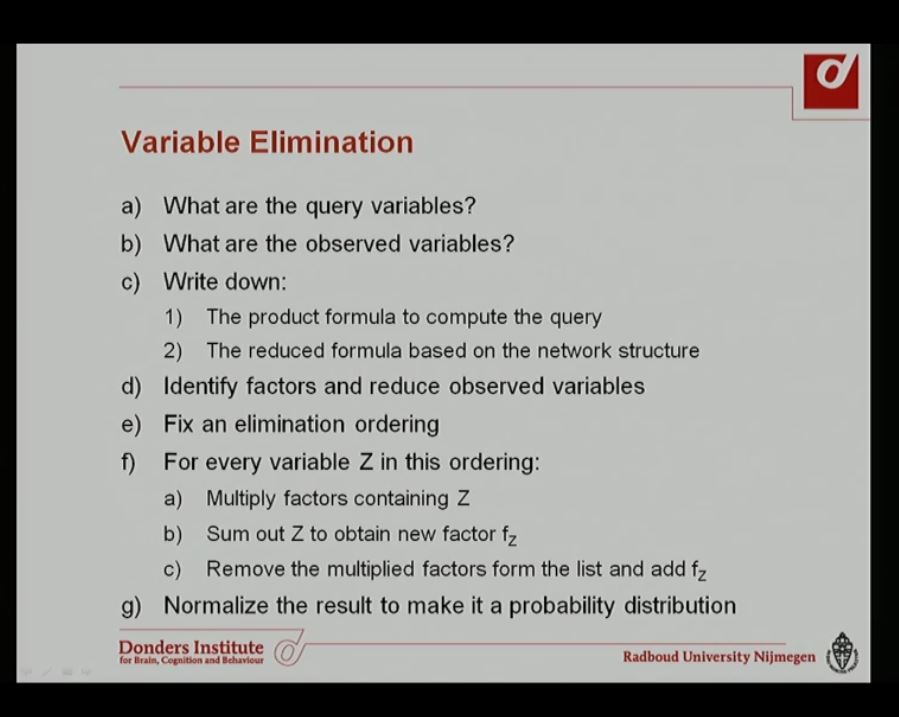 Variable Elimination
a) What are the query variables?
b) What are the observed variables?
c) Write down:
1) The product formula to compute the query
2) The reduced formula based on the network structure
d) Identify factors and reduce observed variables
e) Fix an elimination ordering
f) For every variable Z in this ordering:
a) Multiply factors containing Z
b) Sum out Z to obtain new factor fZ
c) Remove the multiplied factors form the list and add fZ
g) Normalize the result to make it a probability distribution
Donders Institute
for Brain, Cognition and Behaviour
Radboud University Nijmegen